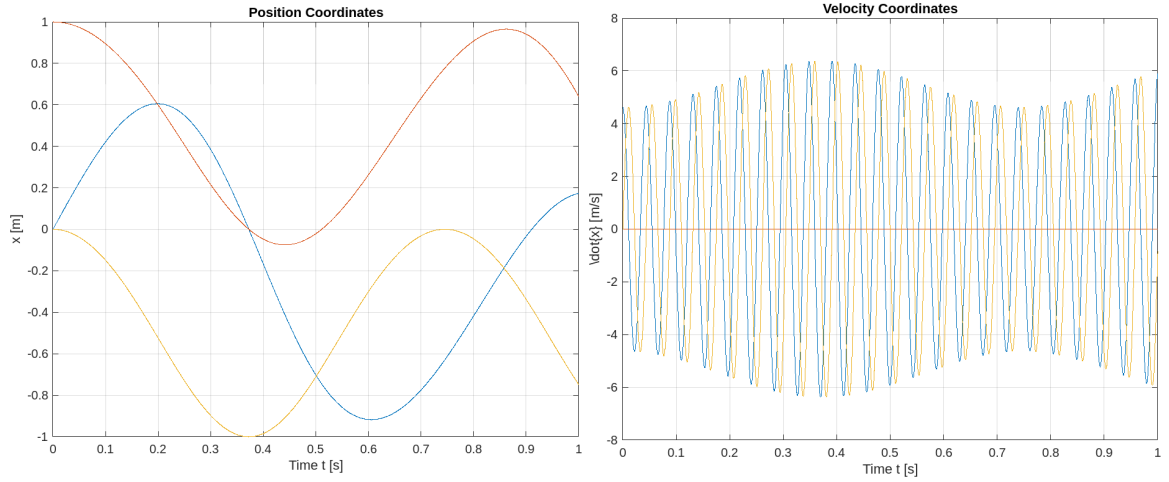 Position Coordinates
1
0.8
0.6
0.4
0.2
0
-0.2
-0.4
-0.6
-0.8
-1
x [m]
0 0.1 0.2 0.3 0.4 0.5 0.6 0.7 0.8 0.9 1
Time t [s]
Velocity Coordinates
8
6
4
2
0
-2
-4
-6
-8
\dot{x} [m/s]
0 0.1 0.2 0.3 0.4 0.5 0.6 0.7 0.8 0.9 1
Time t [s]